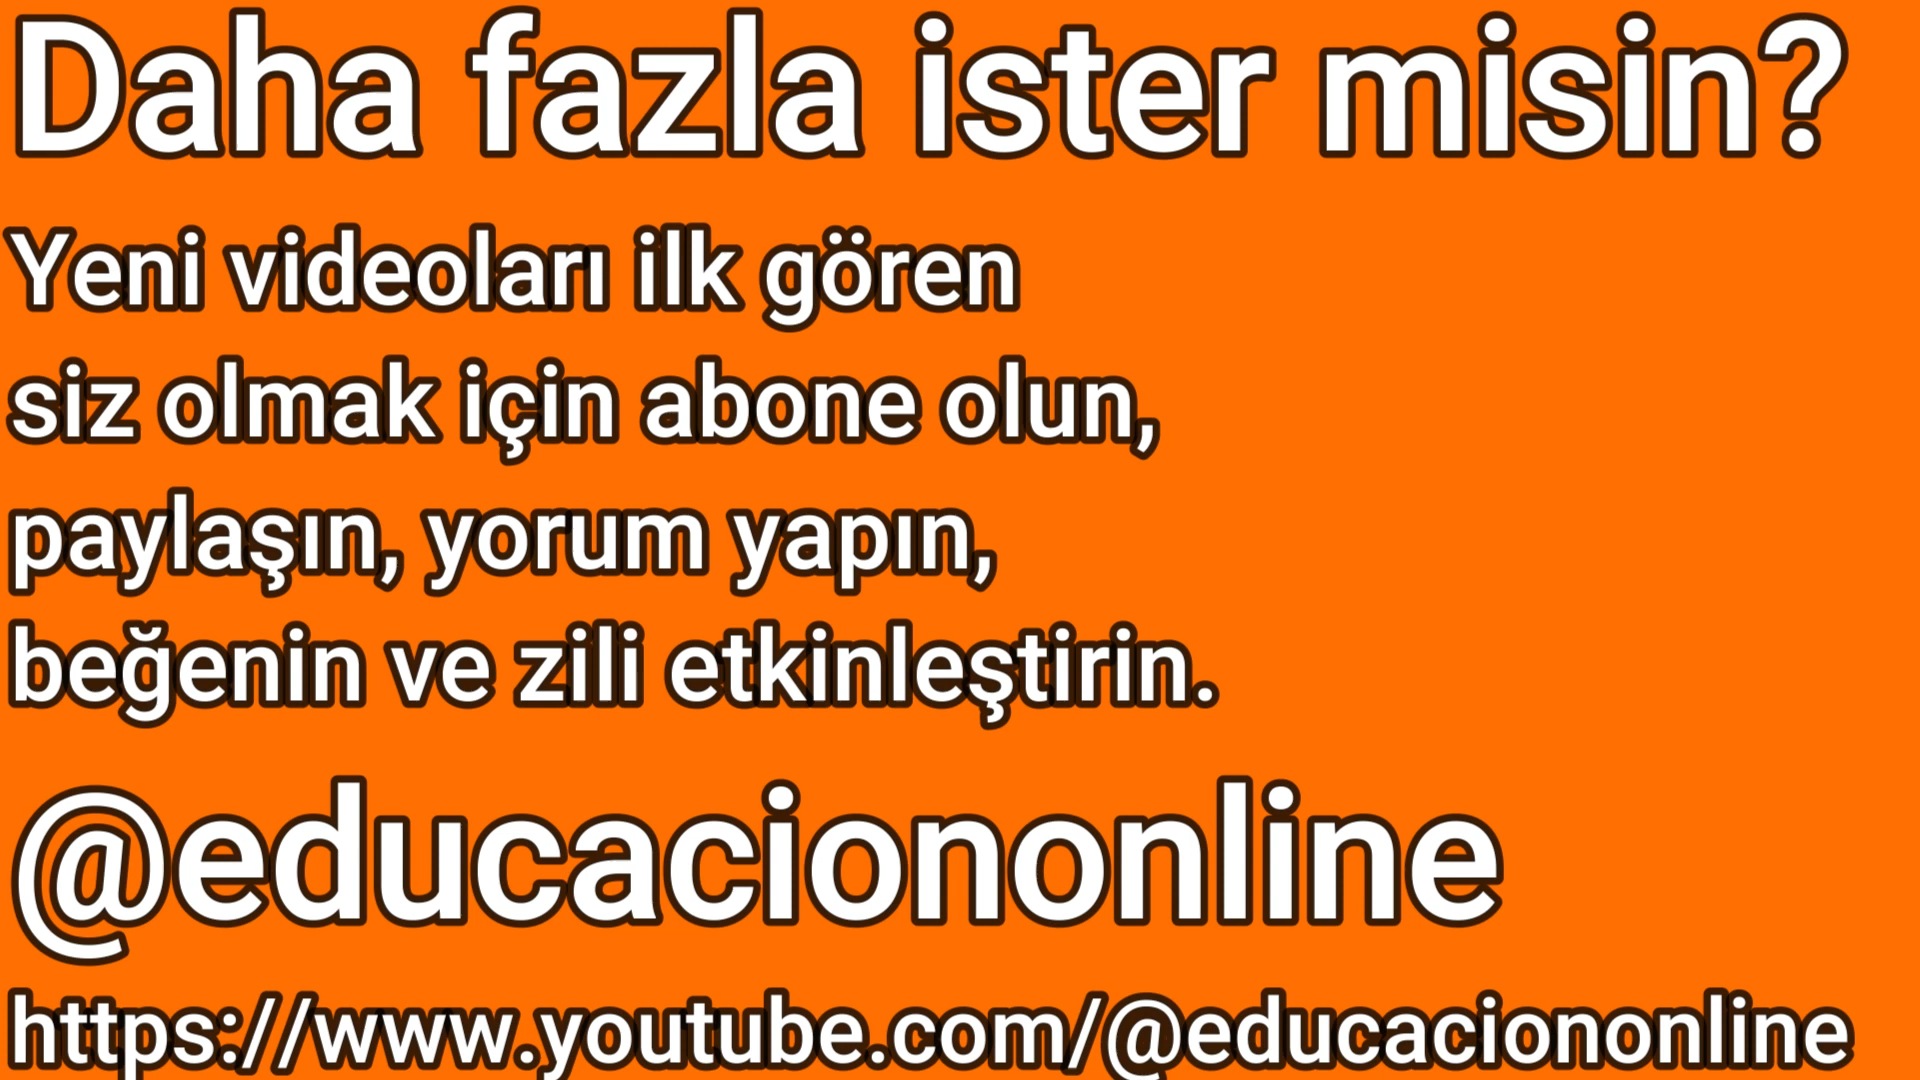 Daha fazla ister misin?
Yeni videoları ilk gören
siz olmak için abone olun,
paylaşın, yorum yapın,
beğenin ve zili etkinleştirin.
@educaciononline
https://www.youtube.com/@educaciononline